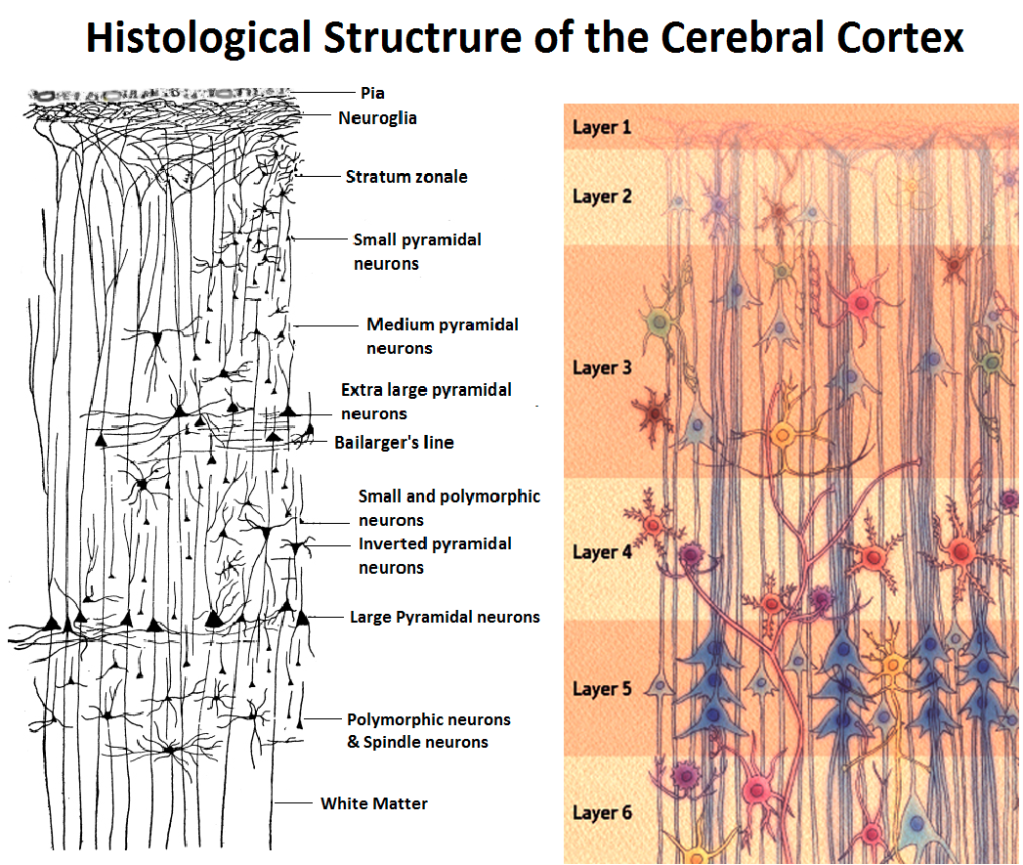 Histological Structrure of the Cerebral Cortex
Pia
Neuroglia
Stratum zonale
Small pyramidal
neurons
Medium pyramidal
neurons
Extra large pyramidal
neurons
Bailarger's line
Small and polymorphic
neurons
Inverted pyramidal
neurons
Large Pyramidal neurons
Polymorphic neurons
& Spindle neurons
White Matter
Layer 1
Layer 2
Layer 3
Layer 4
Layer 5
Layer 6